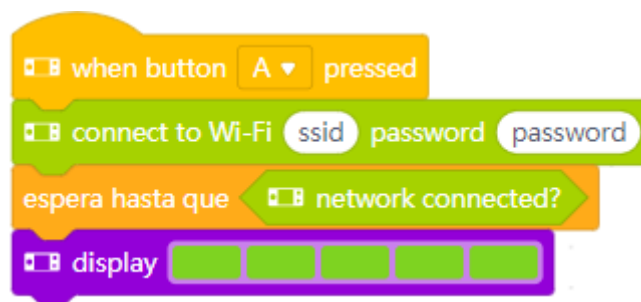 when button A pressed
connect to Wi-Fi ssid password password
espera hasta que network connected?
display